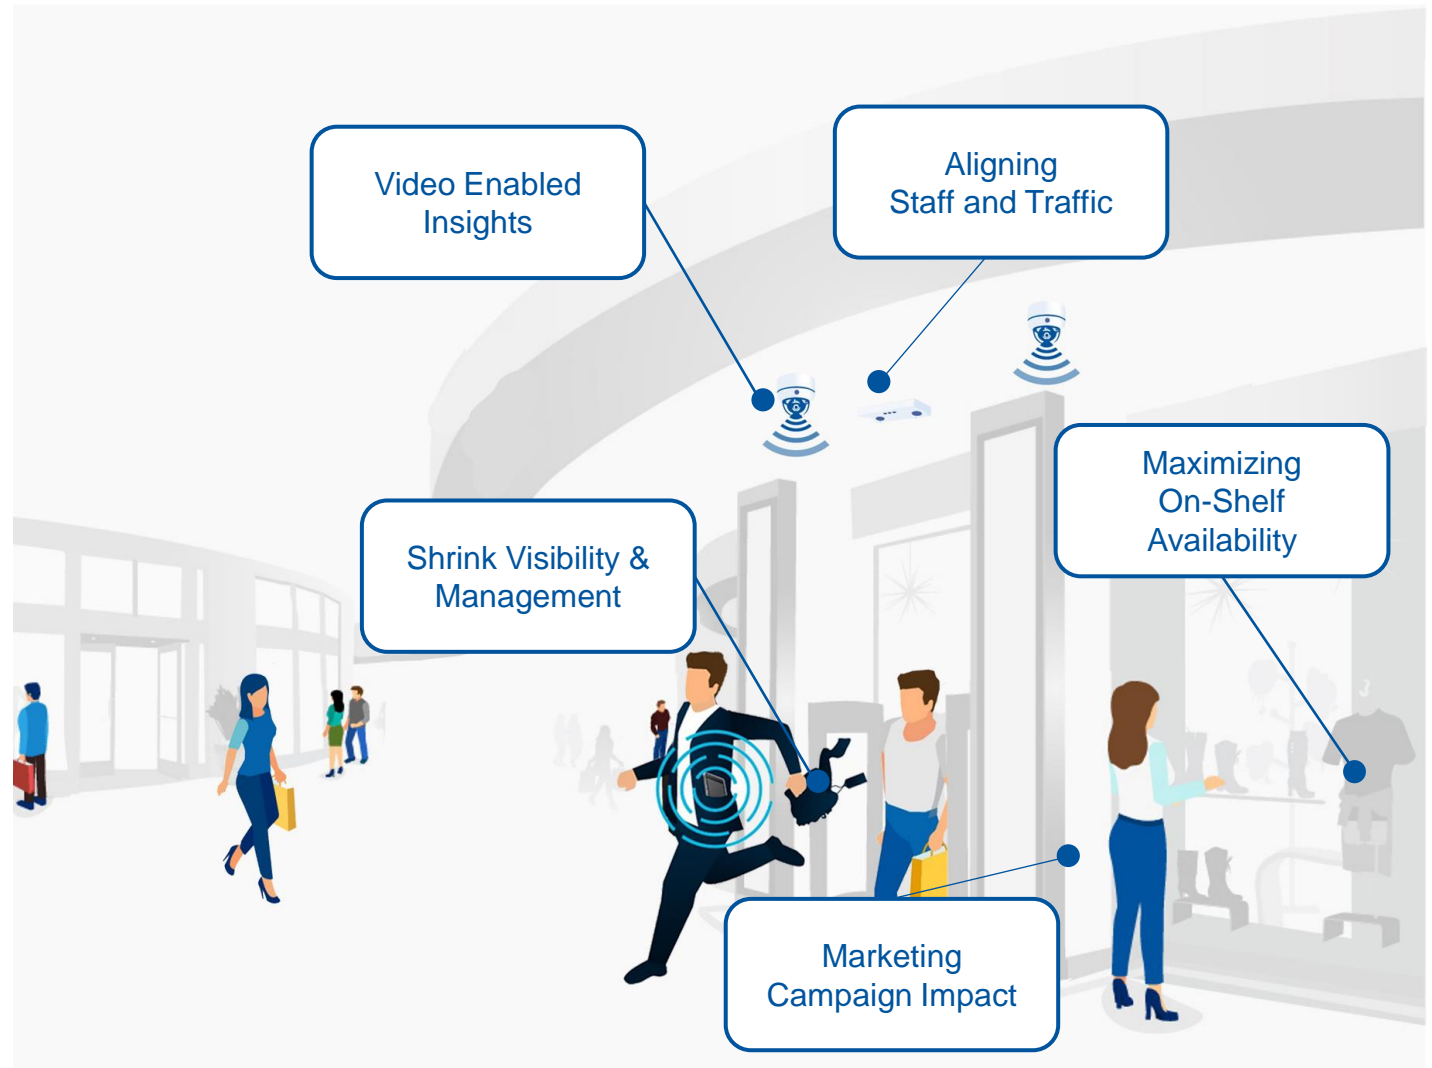 Video Enabled
Insights
Aligning
Staff and Traffic
Maximizing
On-Shelf
Availability
Shrink Visibility &
Management
Marketing
Campaign Impact